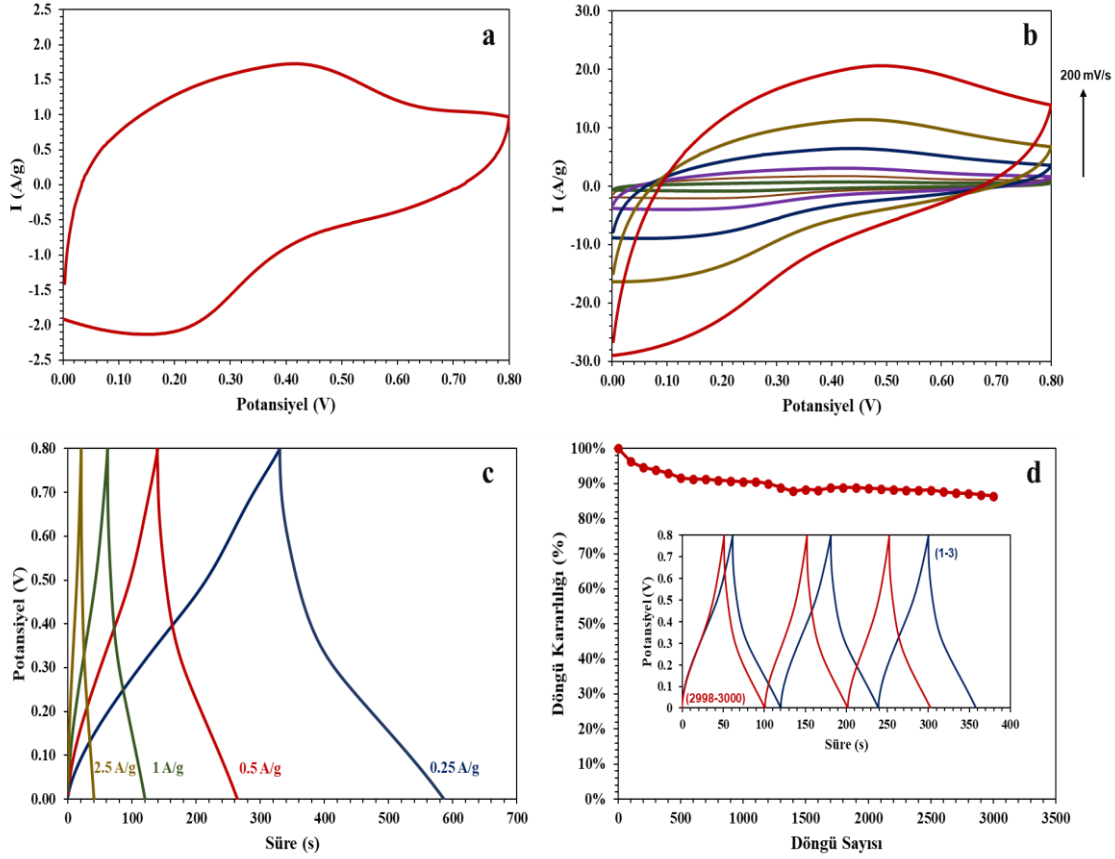 a
2.5
2.0
1.5
1.0
0.5
0.0
-0.5
-1.0
-1.5
-2.0
-2.5
I (A/g)
0.00 0.10 0.20 0.30 0.40 0.50 0.60 0.70 0.80
Potansiyel (V)
b
30.0
20.0
10.0
0.0
-10.0
-20.0
-30.0
I (A/g)
0.00 0.10 0.20 0.30 0.40 0.50 0.60 0.70 0.80
Potansiyel (V)
200 mV/s
c
0.80
0.70
0.60
0.50
0.40
0.30
0.20
0.10
0.00
Potansiyel (V)
2.5 A/g 1 A/g 0.5 A/g 0.25 A/g
0 100 200 300 400 500 600 700
Süre (s)
d
100%
90%
80%
70%
60%
50%
40%
30%
20%
10%
0%
Döngü Kararlılığı (%)
0.8
0.7
0.6
0.5
0.4
0.3
0.2
0.1
0
Potansiyel (V)
(1-3)
(2998-3000)
0 50 100 150 200 250 300 350 400
Süre (s)
0 500 1000 1500 2000 2500 3000 3500
Döngü Sayısı